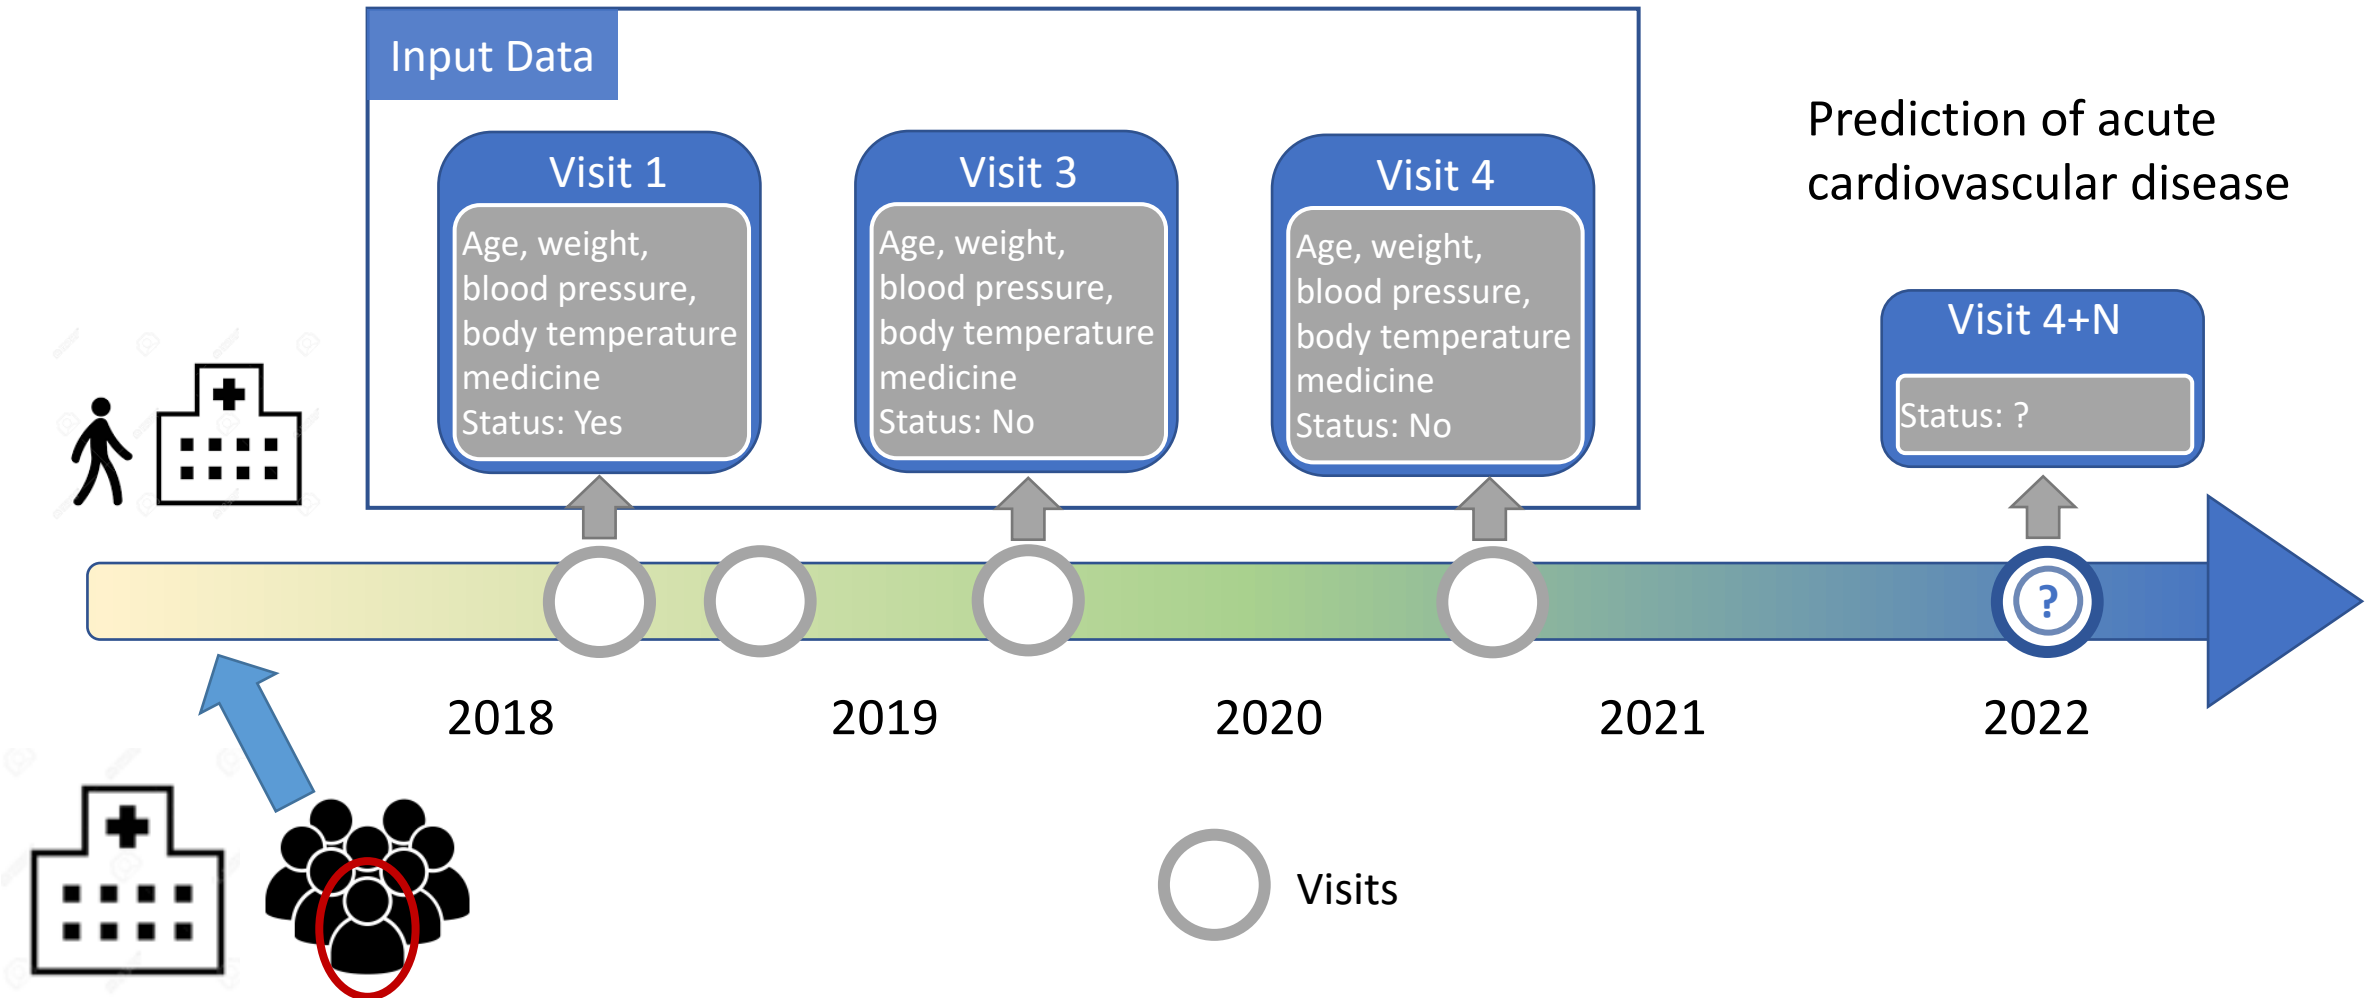 Input Data
Visit 1
Age, weight,
blood pressure,
body temperature
medicine
Status: Yes
Visit 3
Age, weight,
blood pressure,
body temperature
medicine
Status: No
Visit 4
Age, weight,
blood pressure,
body temperature
medicine
Status: No
Prediction of acute
cardiovascular disease
Visit 4+N
Status: ?
?
2018
2019
2020
2021
2022
Visits